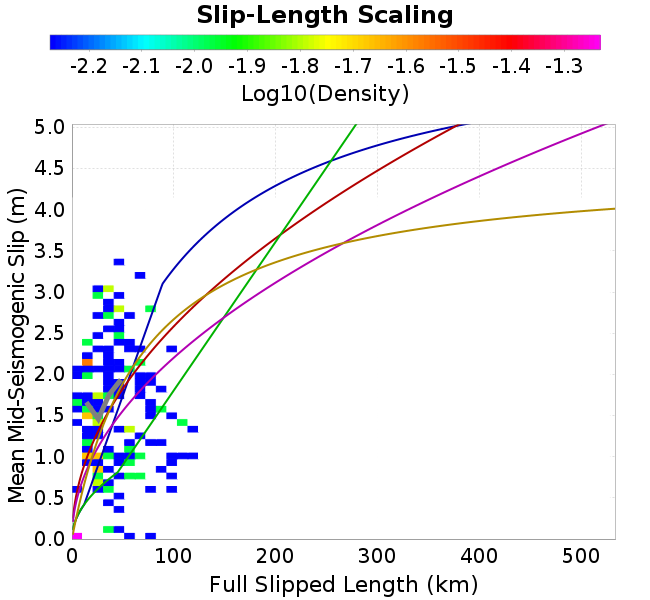 Slip-Length Scaling
-2.2 -2.1 -2.0 -1.9 -1.8 -1.7 -1.6 -1.5 -1.4 -1.3
Log10(Density)
Mean Mid-Seismogenic Slip (m)
5.0
4.5
4.0
3.5
3.0
2.5
2.0
1.5
1.0
0.5
0.0
0 100 200 300 400 500
Full Slipped Length (km)